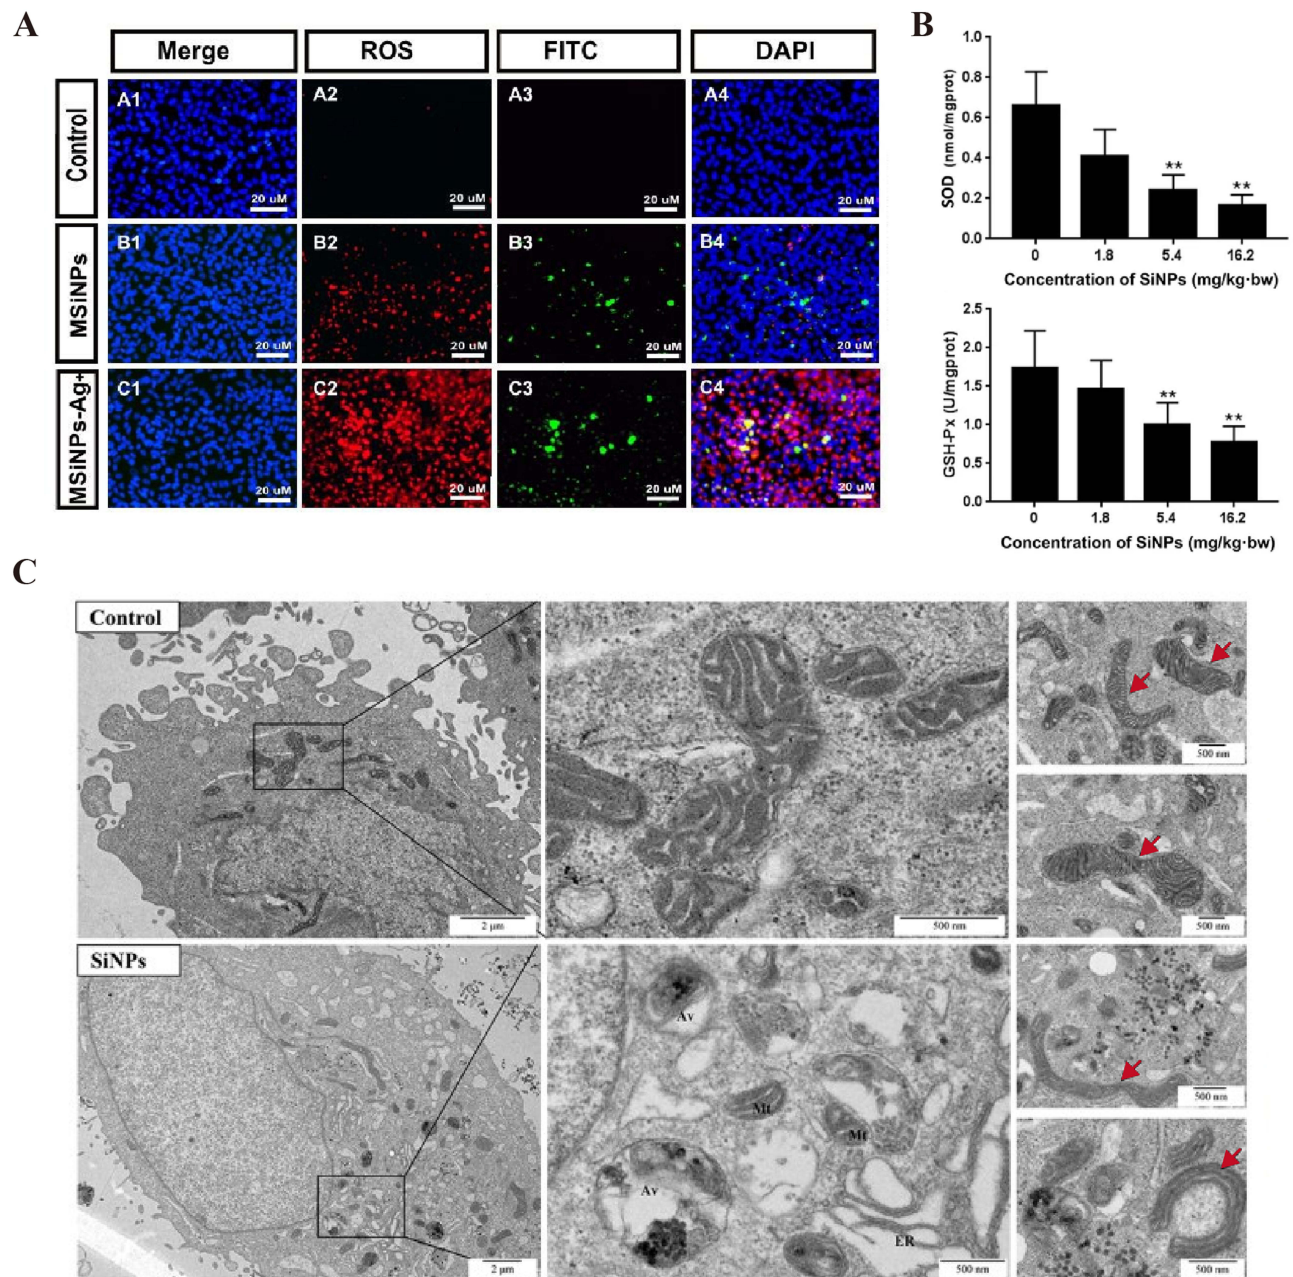 A
Merge ROS FITC DAPI
Control
A1 A2 A3 A4
20 uM 20 uM 20 uM 20 uM
MSiNPs
B1 B2 B3 B4
20 uM 20 uM 20 uM 20 uM
MSiNPs-Ag+
C1 C2 C3 C4
20 uM 20 uM 20 uM 20 uM
B
SOD (nmol/mgprot)
1.0
0.8
0.6
0.4
0.2
0.0
** **
0 1.8 5.4 16.2
Concentration of SiNPs (mg/kg·bw)
GSH-Px (U/mgprot)
2.5
2.0
1.5
1.0
0.5
0.0
** **
0 1.8 5.4 16.2
Concentration of SiNPs (mg/kg·bw)
C
Control
2 µm
500 nm
500 nm
500 nm
SiNPs
2 µm
Av
Mt
Mt
Av
ER
500 nm
500 nm
500 nm